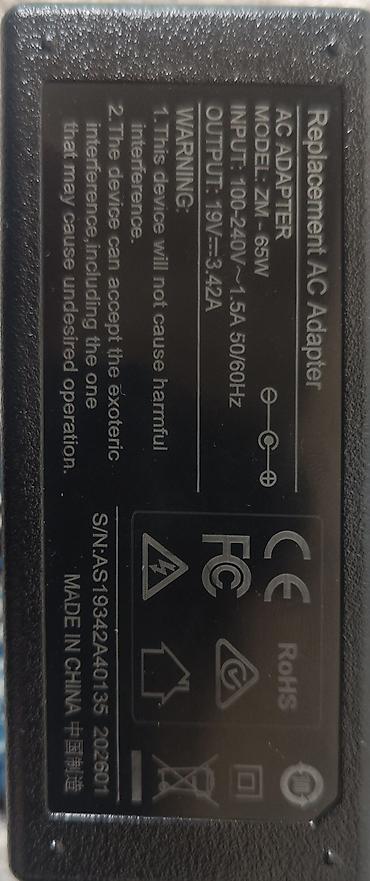 Replacement AC Adapter
AC ADAPTER
MODEL: ZM - 65W
INPUT: 100-240V~1.5A 50/60Hz
OUTPUT: 19V⎓3.42A
WARNING:
1.This device will not cause harmful
interference.
2.The device can accept the exoteric
interference,including the one
that may cause undesired operation.
CE RoHS
FC
S/N:AS19342A40135 202601
MADE IN CHINA 中国制造